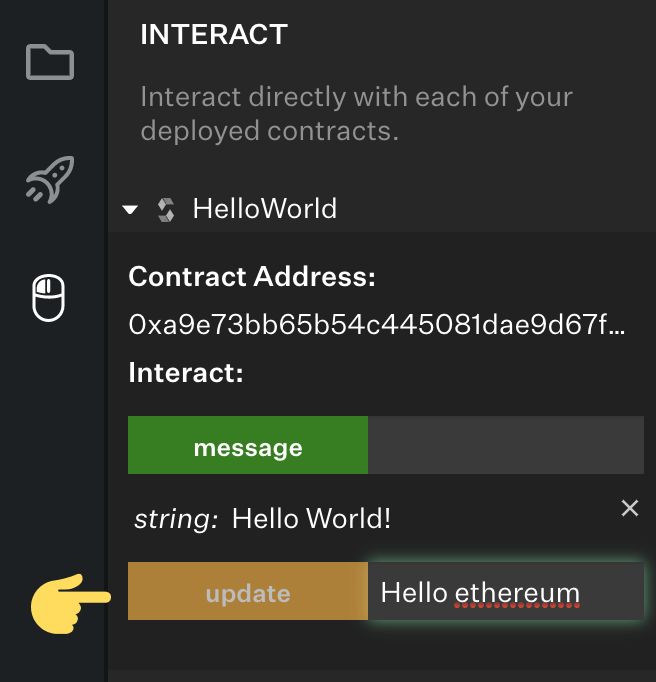 INTERACT
Interact directly with each of your
deployed contracts.
HelloWorld
Contract Address:
0xa9e73bb65b54c445081dae9d67f...
Interact:
message
string: Hello World!
update Hello ethereum